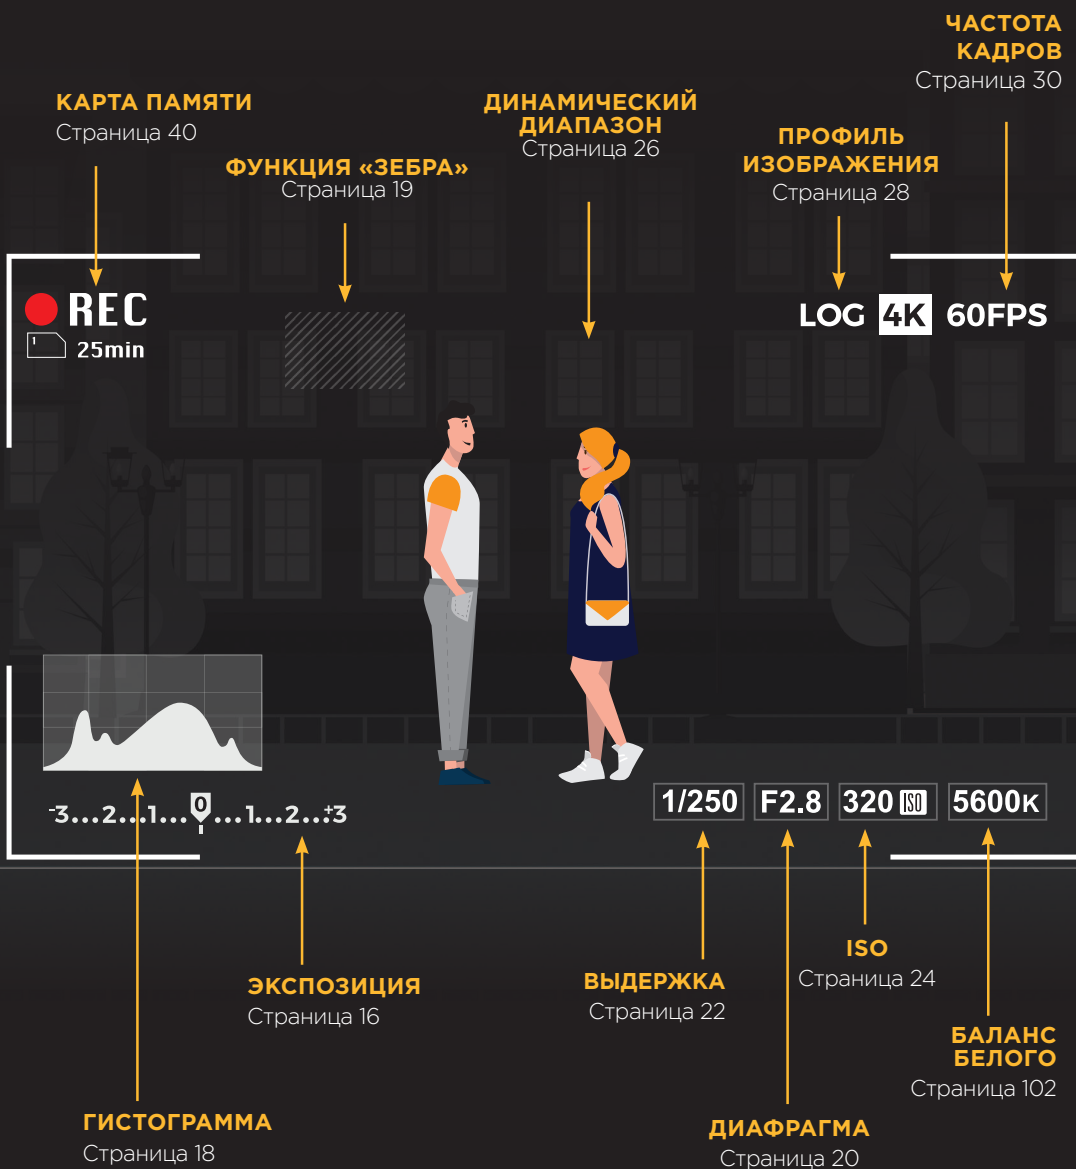 ЧАСТОТА
КАДРОВ
Страница 30
КАРТА ПАМЯТИ
Страница 40
ДИНАМИЧЕСКИЙ
ДИАПАЗОН
Страница 26
ПРОФИЛЬ
ИЗОБРАЖЕНИЯ
Страница 28
ФУНКЦИЯ «ЗЕБРА»
Страница 19
REC
1 25min
LOG 4K 60FPS
-3...2...1...0...1...2...+3
1/250 F2.8 320 ISO 5600K
ЭКСПОЗИЦИЯ
Страница 16
ВЫДЕРЖКА
Страница 22
ISO
Страница 24
БАЛАНС
БЕЛОГО
Страница 102
ГИСТОГРАММА
Страница 18
ДИАФРАГМА
Страница 20